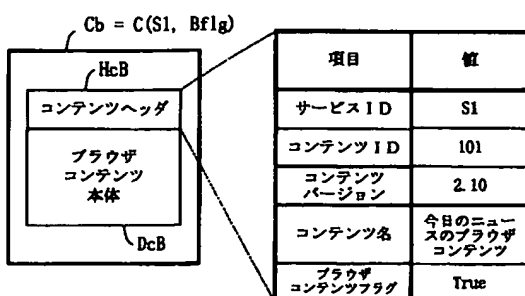 Cb = C(S1, Bflg)
HcB
コンテンツヘッダ
ブラウザ
コンテンツ
本体
DcB
項目 値
サービスID S1
コンテンツID 101
コンテンツ
バージョン
2.10
コンテンツ名
今日のニュー
スのブラウザ
コンテンツ
ブラウザ
コンテンツフラグ
True